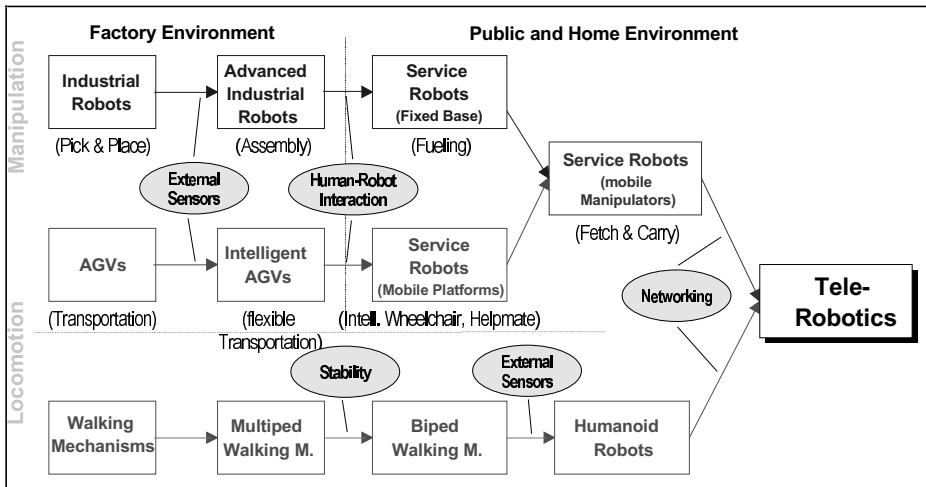 Factory Environment
Public and Home Environment
Manipulation
Industrial
Robots
(Pick & Place)
Advanced
Industrial
Robots
(Assembly)
Service
Robots
(Fixed Base)
(Fueling)
External
Sensors
Human-Robot
Interaction
Service Robots
(mobile
Manipulators)
(Fetch & Carry)
AGVs
(Transportation)
Intelligent
AGVs
(flexible
Transportation)
Service
Robots
(Mobile Platforms)
(Intell. Wheelchair, Helpmate)
Networking
Tele-
Robotics
Locomotion
Stability
External
Sensors
Walking
Mechanisms
Multiped
Walking M.
Biped
Walking M.
Humanoid
Robots